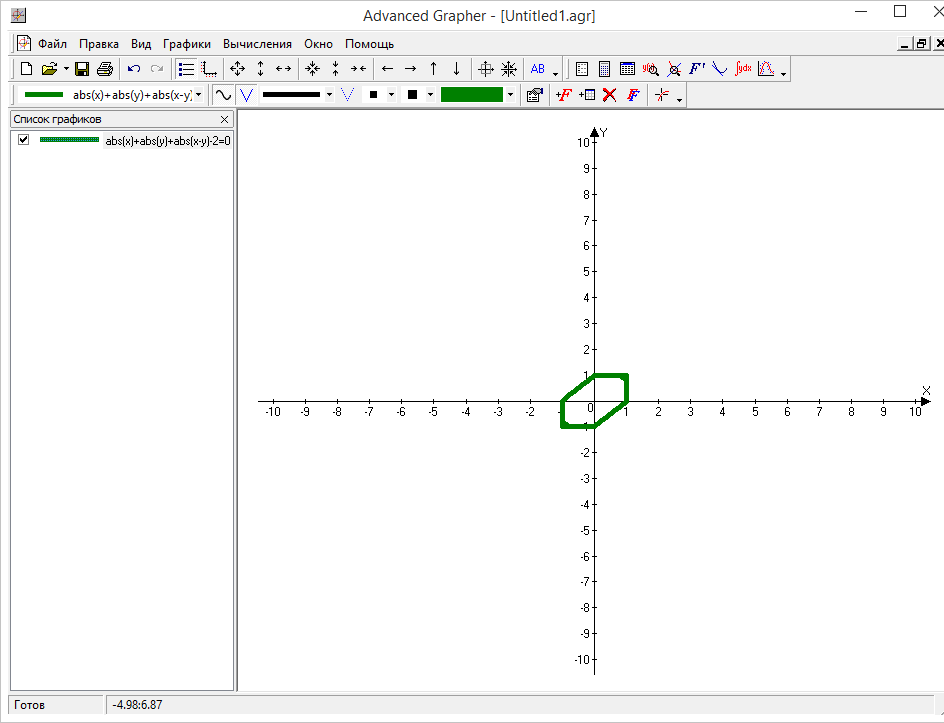 Advanced Grapher - [Untitled1.agr]
Файл Правка Вид Графики Вычисления Окно Помощь
AB y(x) F' ∫ydx
abs(x)+abs(y)+abs(x-y) +F F
Список графиков
abs(x)+abs(y)+abs(x-y)-2=0
Y
10
9
8
7
6
5
4
3
2
1
X
-10 -9 -8 -7 -6 -5 -4 -3 -2 0 1 2 3 4 5 6 7 8 9 10
-1
-2
-3
-4
-5
-6
-7
-8
-9
-10
Готов -4.98:6.87